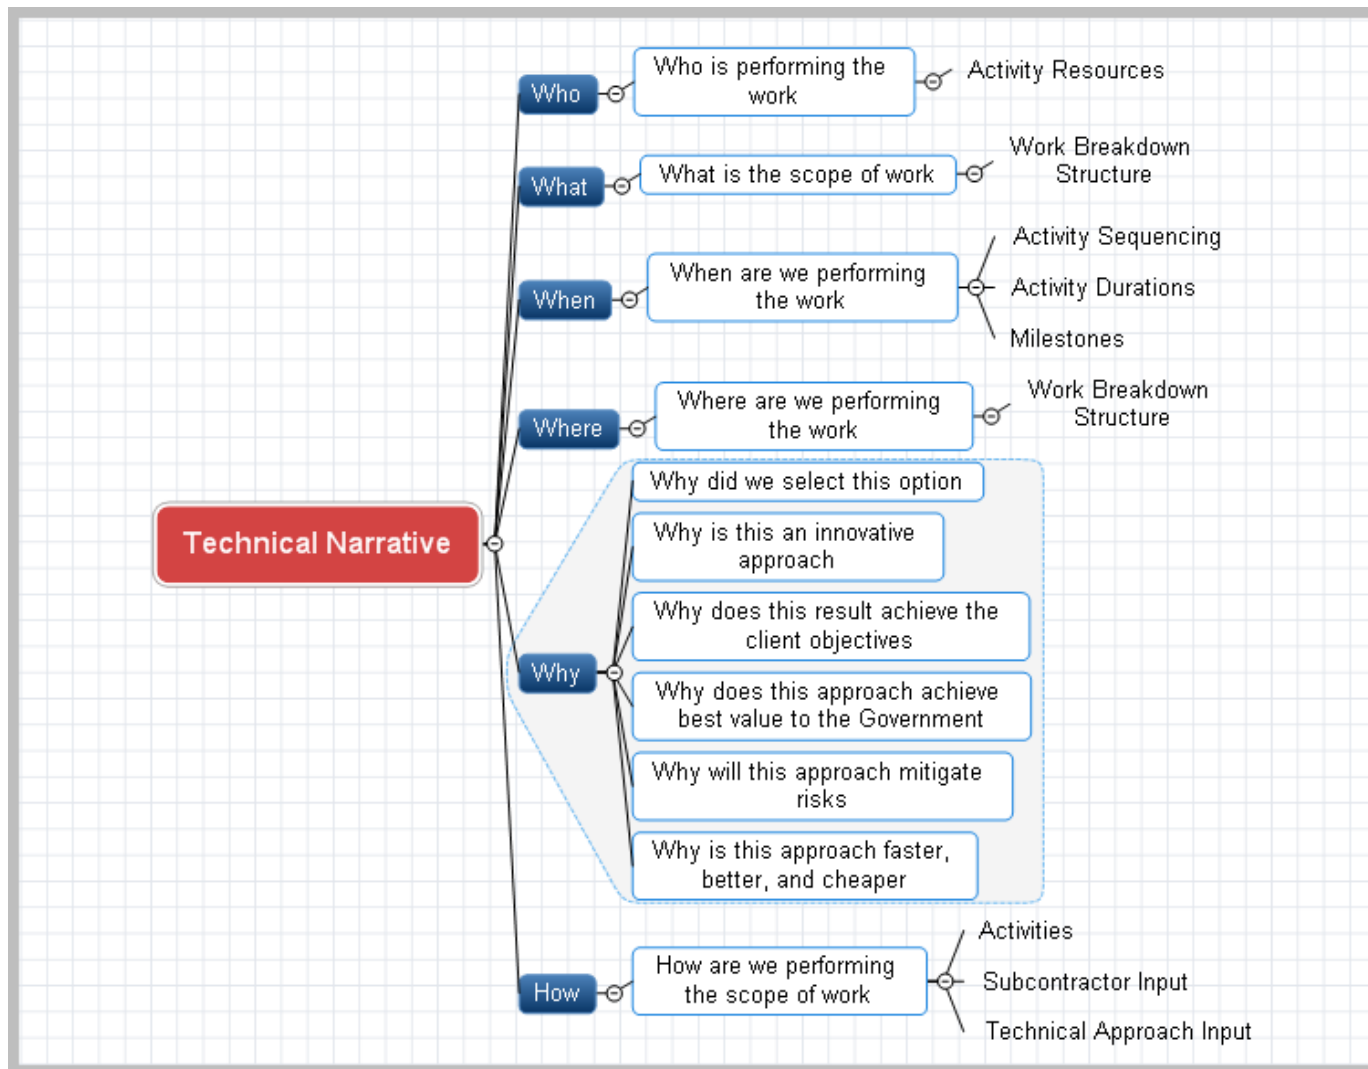 Technical Narrative
Who
Who is performing the
work
Activity Resources
What
What is the scope of work
Work Breakdown
Structure
When
When are we performing
the work
Activity Sequencing
Activity Durations
Milestones
Where
Where are we performing
the work
Work Breakdown
Structure
Why
Why did we select this option
Why is this an innovative
approach
Why does this result achieve the
client objectives
Why does this approach achieve
best value to the Government
Why will this approach mitigate
risks
Why is this approach faster,
better, and cheaper
How
How are we performing
the scope of work
Activities
Subcontractor Input
Technical Approach Input